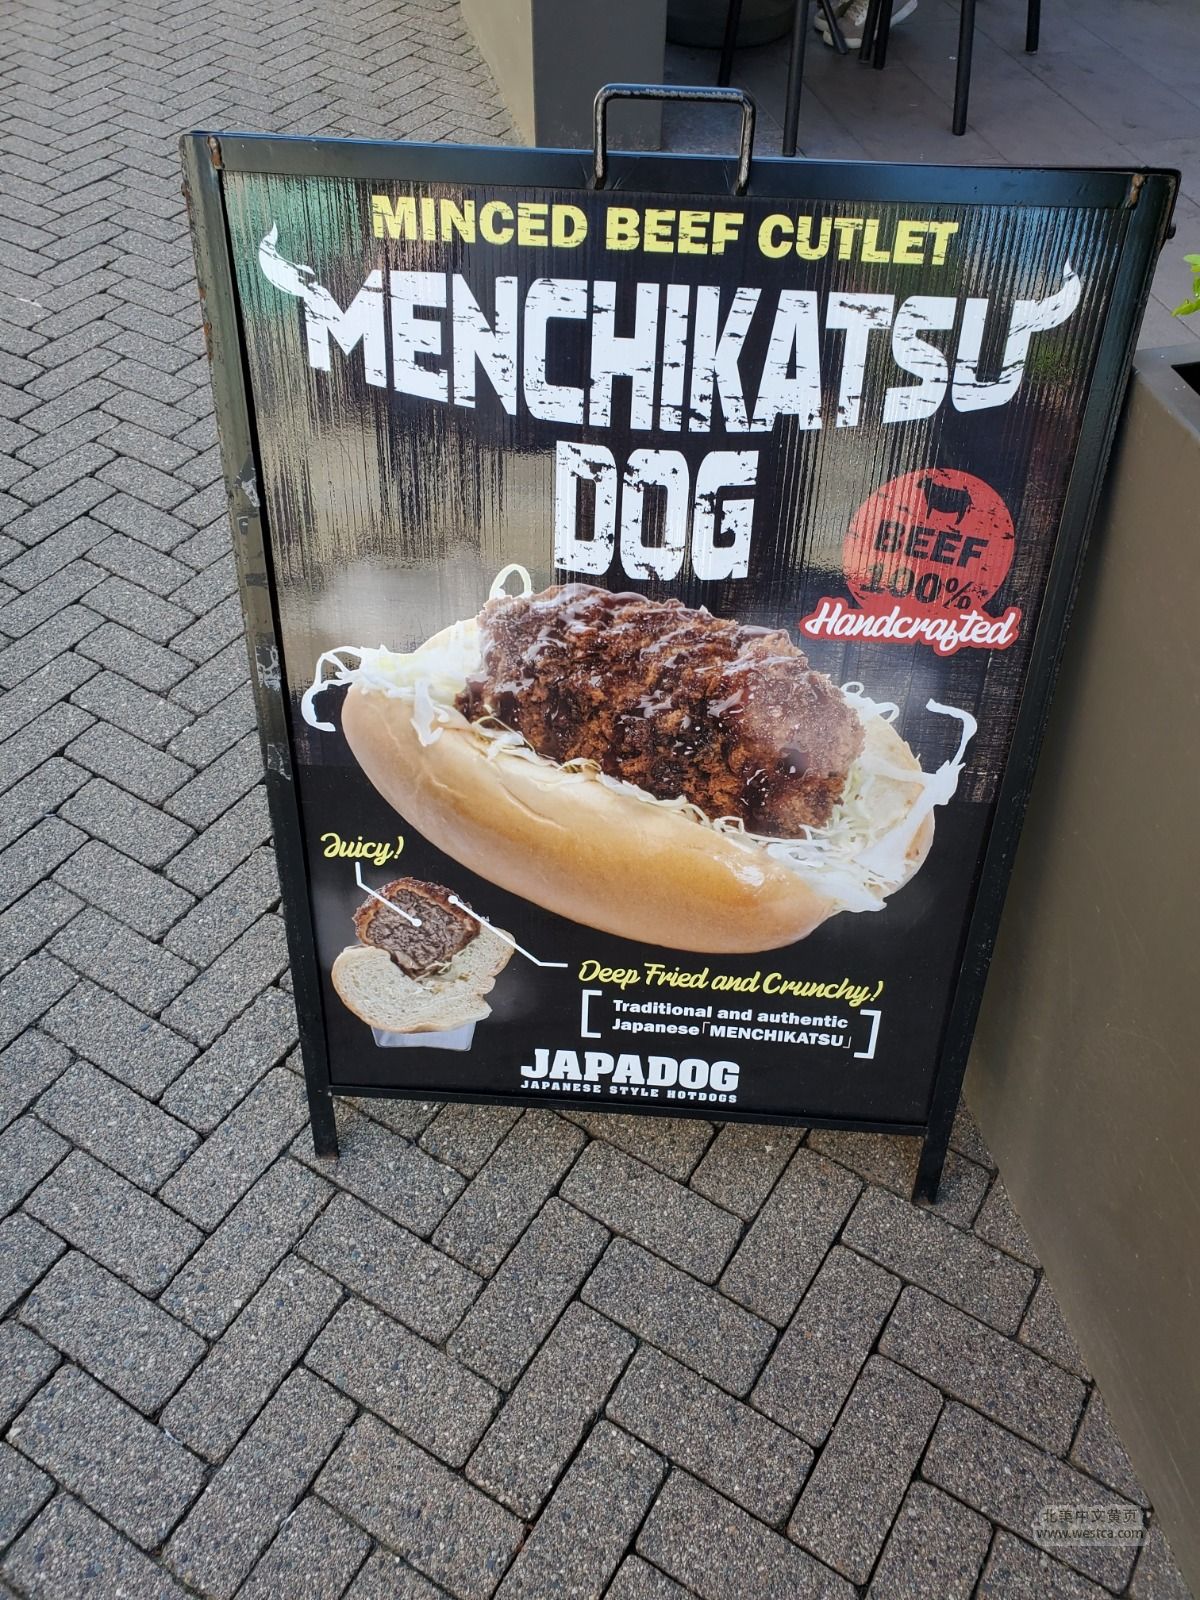 MINCED BEEF CUTLET
MENCHIKATSU
DOG
BEEF
100%
Handcrafted
Juicy!
Deep Fried and Crunchy!
Traditional and authentic
Japanese「MENCHIKATSU」
JAPADOG
JAPANESE STYLE HOTDOGS
北美中文黄页
www.westca.com